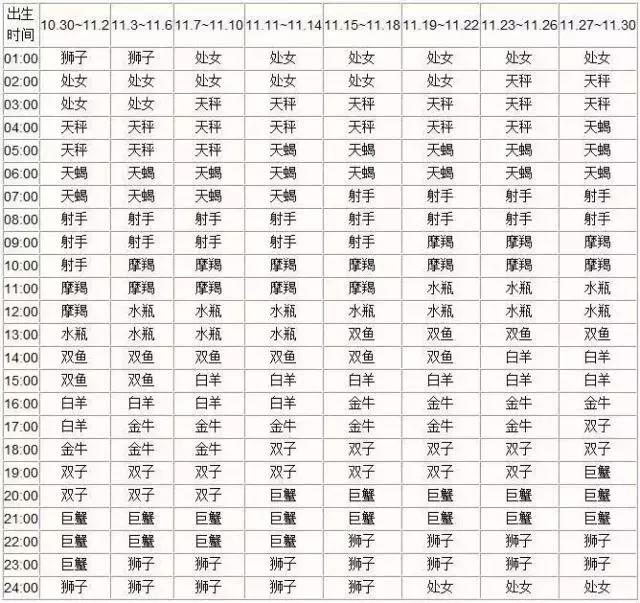 出生时间 10.30~11.2 11.3~11.6 11.7~11.10 11.11~11.14 11.15~11.18 11.19~11.22 11.23~11.26 11.27~11.30
01:00 狮子 狮子 处女 处女 处女 处女 处女 处女
02:00 处女 处女 处女 处女 处女 处女 天秤 天秤
03:00 处女 处女 天秤 天秤 天秤 天秤 天秤 天秤
04:00 天秤 天秤 天秤 天秤 天秤 天秤 天秤 天蝎
05:00 天秤 天秤 天秤 天蝎 天蝎 天蝎 天蝎 天蝎
06:00 天蝎 天蝎 天蝎 天蝎 天蝎 天蝎 天蝎 天蝎
07:00 天蝎 天蝎 天蝎 天蝎 射手 射手 射手 射手
08:00 射手 射手 射手 射手 射手 射手 射手 射手
09:00 射手 射手 射手 射手 射手 摩羯 摩羯 摩羯
10:00 射手 摩羯 摩羯 摩羯 摩羯 摩羯 摩羯 摩羯
11:00 摩羯 摩羯 摩羯 摩羯 摩羯 水瓶 水瓶 水瓶
12:00 摩羯 水瓶 水瓶 水瓶 水瓶 水瓶 水瓶 水瓶
13:00 水瓶 水瓶 水瓶 水瓶 双鱼 双鱼 双鱼 双鱼
14:00 双鱼 双鱼 双鱼 双鱼 双鱼 双鱼 白羊 白羊
15:00 双鱼 双鱼 白羊 白羊 白羊 白羊 白羊 白羊
16:00 白羊 白羊 白羊 白羊 金牛 金牛 金牛 金牛
17:00 白羊 金牛 金牛 金牛 金牛 金牛 金牛 双子
18:00 金牛 金牛 金牛 双子 双子 双子 双子 双子
19:00 双子 双子 双子 双子 双子 双子 双子 巨蟹
20:00 双子 双子 双子 巨蟹 巨蟹 巨蟹 巨蟹 巨蟹
21:00 巨蟹 巨蟹 巨蟹 巨蟹 巨蟹 巨蟹 巨蟹 巨蟹
22:00 巨蟹 巨蟹 巨蟹 巨蟹 狮子 狮子 狮子 狮子
23:00 巨蟹 狮子 狮子 狮子 狮子 狮子 狮子 狮子
24:00 狮子 狮子 狮子 狮子 狮子 处女 处女 处女